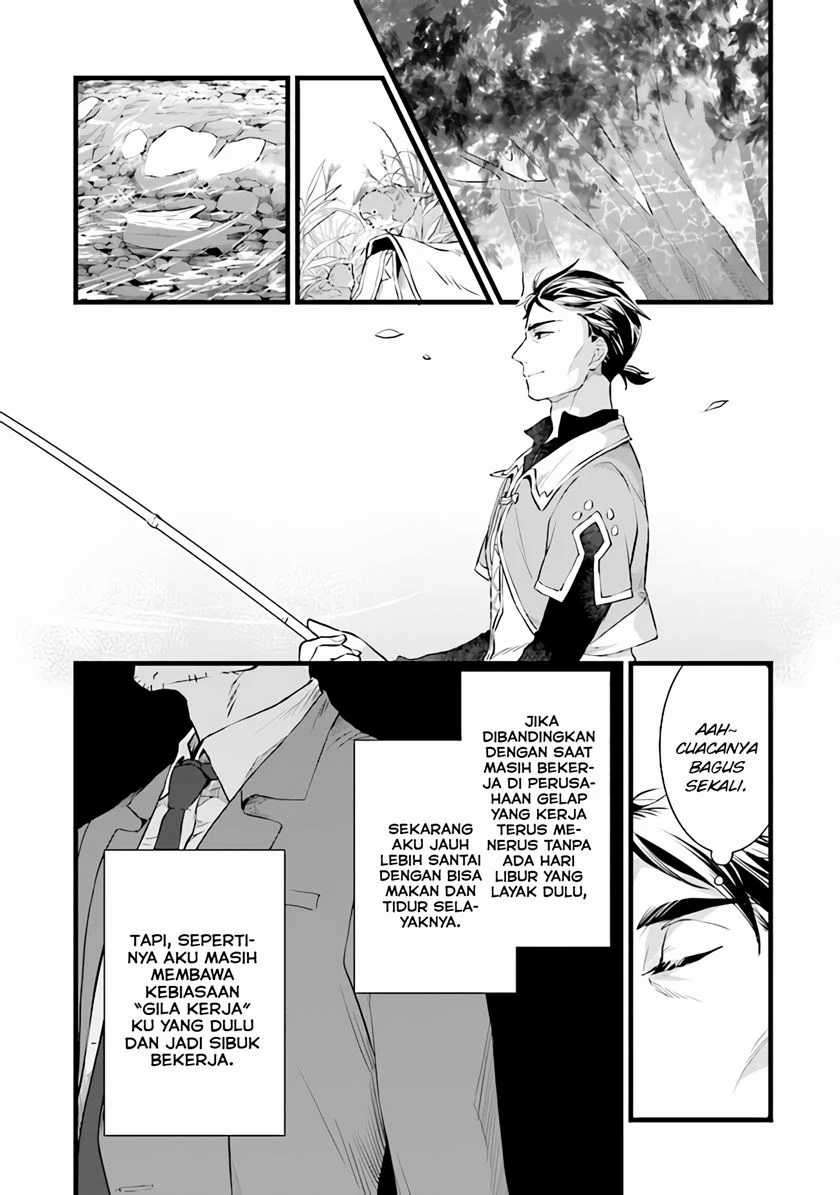 AAH~
CUACANYA
BAGUS
SEKALI.
JIKA
DIBANDINGKAN
DENGAN SAAT
MASIH BEKER-
JA DI PERUSA-
HAAN GELAP
YANG KERJA
TERUS ME-
NERUS TANPA
ADA HARI
LIBUR YANG
LAYAK DULU,
SEKARANG
AKU JAUH
LEBIH SANTAI
DENGAN BISA
MAKAN DAN
TIDUR SELA-
YAKNYA.
TAPI, SEPERTI-
NYA AKU MASIH
MEMBAWA
KEBIASAAN
"GILA KERJA"
KU YANG DULU
DAN JADI SIBUK
BEKERJA.